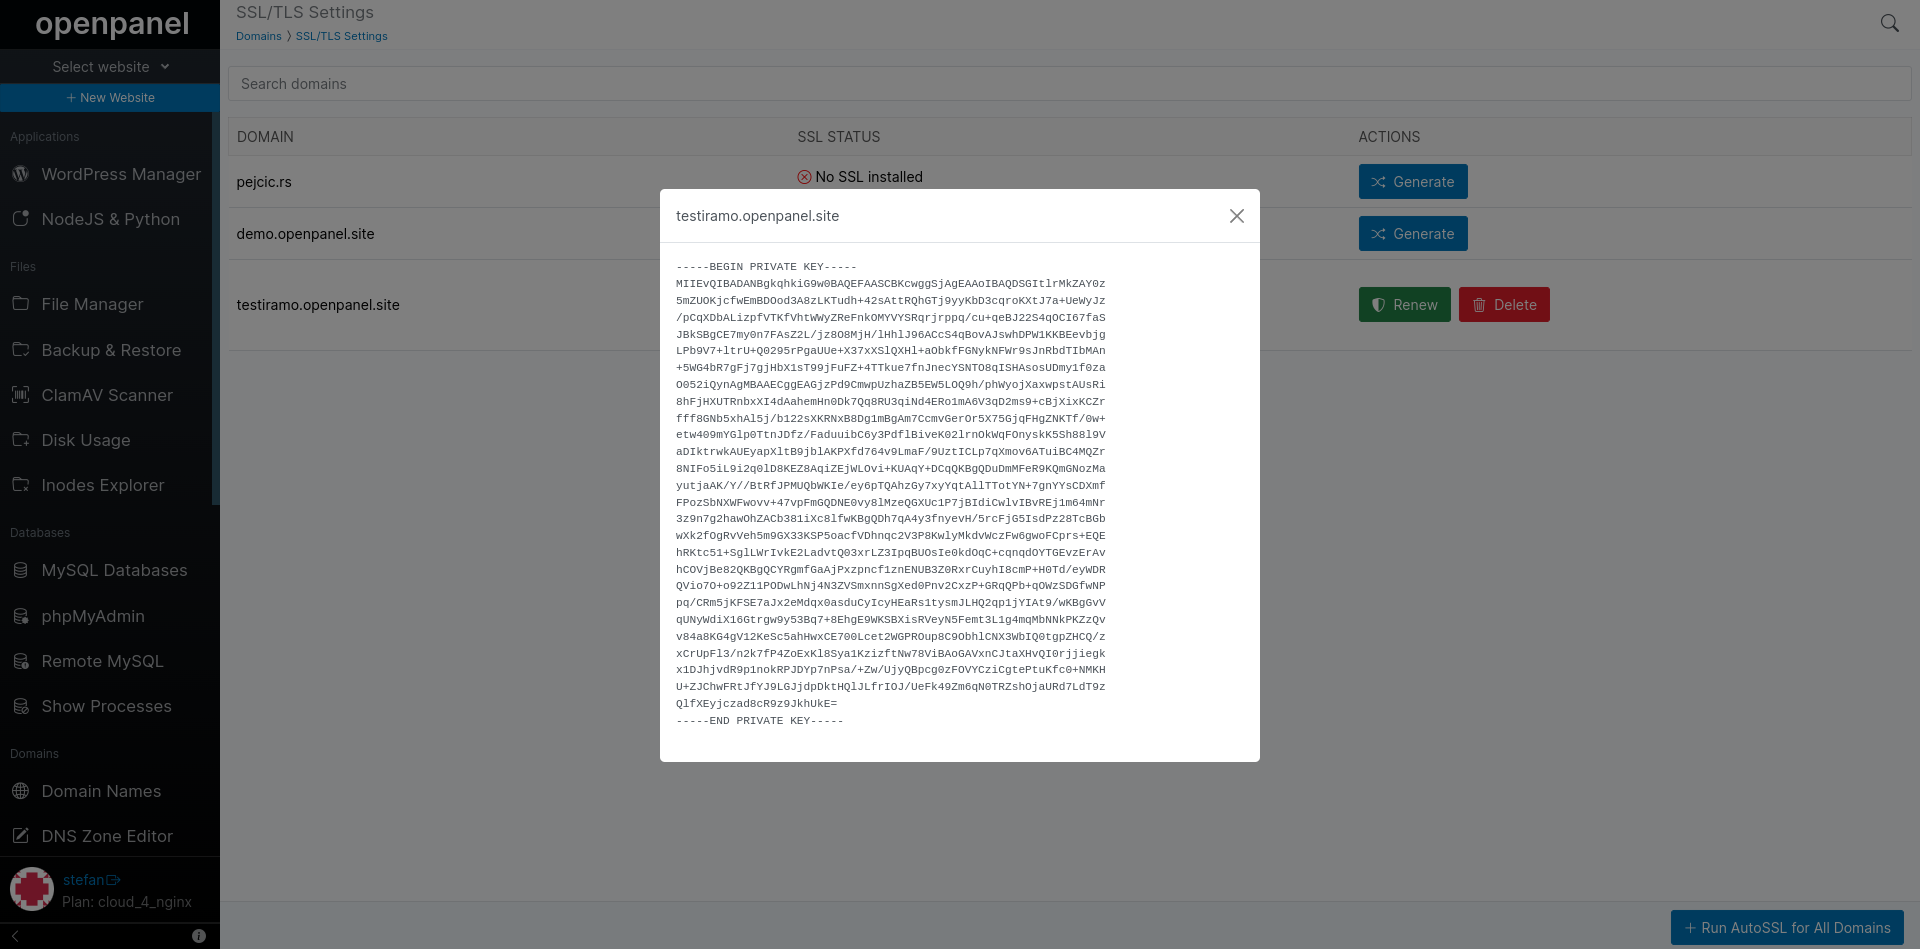 openpanel
Select website
+ New Website
Applications
WordPress Manager
NodeJS & Python
Files
File Manager
Backup & Restore
ClamAV Scanner
Disk Usage
Inodes Explorer
Databases
MySQL Databases
phpMyAdmin
Remote MySQL
Show Processes
Domains
Domain Names
DNS Zone Editor
stefan
Plan: cloud_4_nginx
SSL/TLS Settings
Domains 〉 SSL/TLS Settings
Search domains
DOMAIN SSL STATUS ACTIONS
pejcic.rs No SSL installed Generate
demo.openpanel.site Generate
testiramo.openpanel.site Renew Delete
testiramo.openpanel.site
-----BEGIN PRIVATE KEY-----
MIIEvQIBADANBgkqhkiG9w0BAQEFAASCBKcwggSjAgEAAoIBAQDSGItlrMkZAY0z
5mZUOKjcfwEmBDOod3A8zLKTudh+42sAttRQhGTj9yyKbD3cqroKXtJ7a+UeWyJz
/pCqXDbALizpfVTKfVhtWWyZReFnkOMYVYSRqrjrppq/cu+qeBJ22S4qOCI67faS
JBkSBgCE7my0n7FAsZ2L/jz8O8MjH/lHhlJ96ACcS4qBovAJswhDPW1KKBEevbjg
LPb9V7+ltrU+Q0295rPgaUUe+X37xXSlQXHl+aObkfFGNykNFWr9sJnRbdTIbMAn
+5WG4bR7gFj7gjHbX1sT99jFuFZ+4TTkue7fnJnecYSNTO8qISHAsosUDmy1f0za
O052iQynAgMBAAECggEAGjzPd9CmwpUzhaZB5EW5LOQ9h/phWyojXaxwpstAUsRi
8hFjHXUTRnbxXI4dAahemHn0Dk7Qq8RU3qiNd4ERo1mA6V3qD2ms9+cBjXixKCZr
fff8GNb5xhAl5j/b122sXKRNxB8Dg1mBgAm7CcmvGerOr5X75GjqFHgZNKTf/0w+
etw409mYGlp0TtnJDfz/FaduuibC6y3PdflBiveK02lrnOkWqFOnyskK5Sh88l9V
aDIktrwkAUEyapXltB9jblAKPXfd764v9LmaF/9UztICLp7qXmov6ATuiBC4MQZr
8NIFo5iL9i2q0lD8KEZ8AqiZEjWLOvi+KUAqY+DCqQKBgQDuDmMFeR9KQmGNozMa
yutjaAK/Y//BtRfJPMUQbWKIe/ey6pTQAhzGy7xyYqtAllTTotYN+7gnYYsCDXmf
FPozSbNXWFwovv+47vpFmGQDNE0vy8lMzeQGXUc1P7jBIdiCwlvIBvREj1m64mNr
3z9n7g2hawOhZACb381iXc8lfwKBgQDh7qA4y3fnyevH/5rcFjG5IsdPz28TcBGb
wXk2fOgRvVeh5m9GX33KSP5oacfVDhnqc2V3P8KwlyMkdvWczFw6gwoFCprs+EQE
hRKtc51+SglLWrIvkE2LadvtQ03xrLZ3IpqBUOsIe0kdOqC+cqnqdOYTGEvzErAv
hCOVjBe82QKBgQCYRgmfGaAjPxzpncf1znENUB3Z0RxrCuyhI8cmP+H0Td/eyWDR
QVio7O+o92Z11PODwLhNj4N3ZVSmxnnSgXed0Pnv2CxzP+GRqQPb+qOWzSDGfwNP
pq/CRm5jKFSE7aJx2eMdqx0asduCyIcyHEaRs1tysmJLHQ2qp1jYIAt9/wKBgGvV
qUNyWdiX16Gtrgw9y53Bq7+8EhgE9WKSBXisRVeyN5Femt3L1g4mqMbNNkPKZzQv
v84a8KG4gV12KeSc5ahHwxCE700Lcet2WGPROup8C9ObhlCNX3WbIQ0tgpZHCQ/z
xCrUpFl3/n2k7fP4ZoExKl8Sya1KzizftNw78ViBAoGAVxnCJtaXHvQI0rjjiegk
x1DJhjvdR9p1nokRPJDYp7nPsa/+Zw/UjyQBpcg0zFOVYCziCgtePtuKfc0+NMKH
U+ZJChwFRtJfYJ9LGJjdpDktHQlJLfrIOJ/UeFk49Zm6qN0TRZshOjaURd7LdT9z
QlfXEyjczad8cR9z9JkhUkE=
-----END PRIVATE KEY-----
+ Run AutoSSL for All Domains